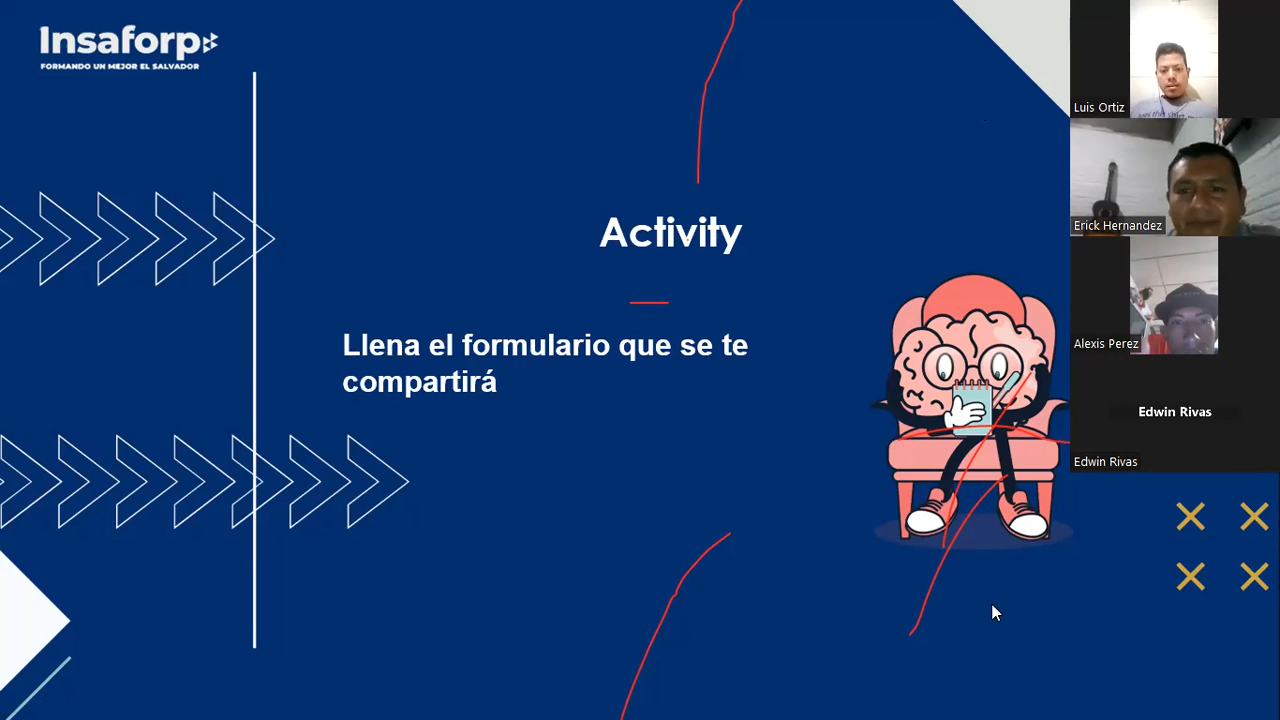 Insaforp
FORMANDO UN MEJOR EL SALVADOR
Activity
Llena el formulario que se te
compartirá
Luis Ortiz
Erick Hernandez
Alexis Perez
Edwin Rivas
Edwin Rivas